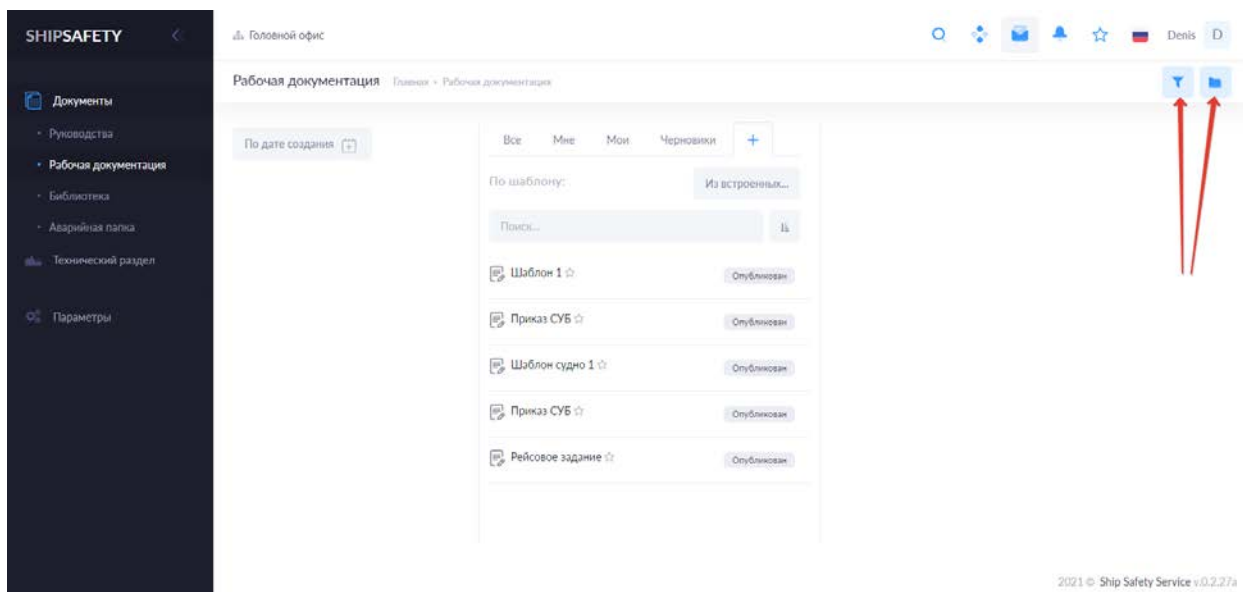 SHIPSAFETY
Головной офис
Denis D
Рабочая документация Главная • Рабочая документация
Документы
Руководства
Рабочая документация
Библиотека
Аварийная папка
Технический раздел
Параметры
По дате создания
Все Мне Мои Черновики +
По шаблону: Из встроенных...
Поиск...
Шаблон 1 Опубликован
Приказ СУБ Опубликован
Шаблон судно 1 Опубликован
Приказ СУБ Опубликован
Рейсовое задание Опубликован
2021 © Ship Safety Service v.0.2.27a